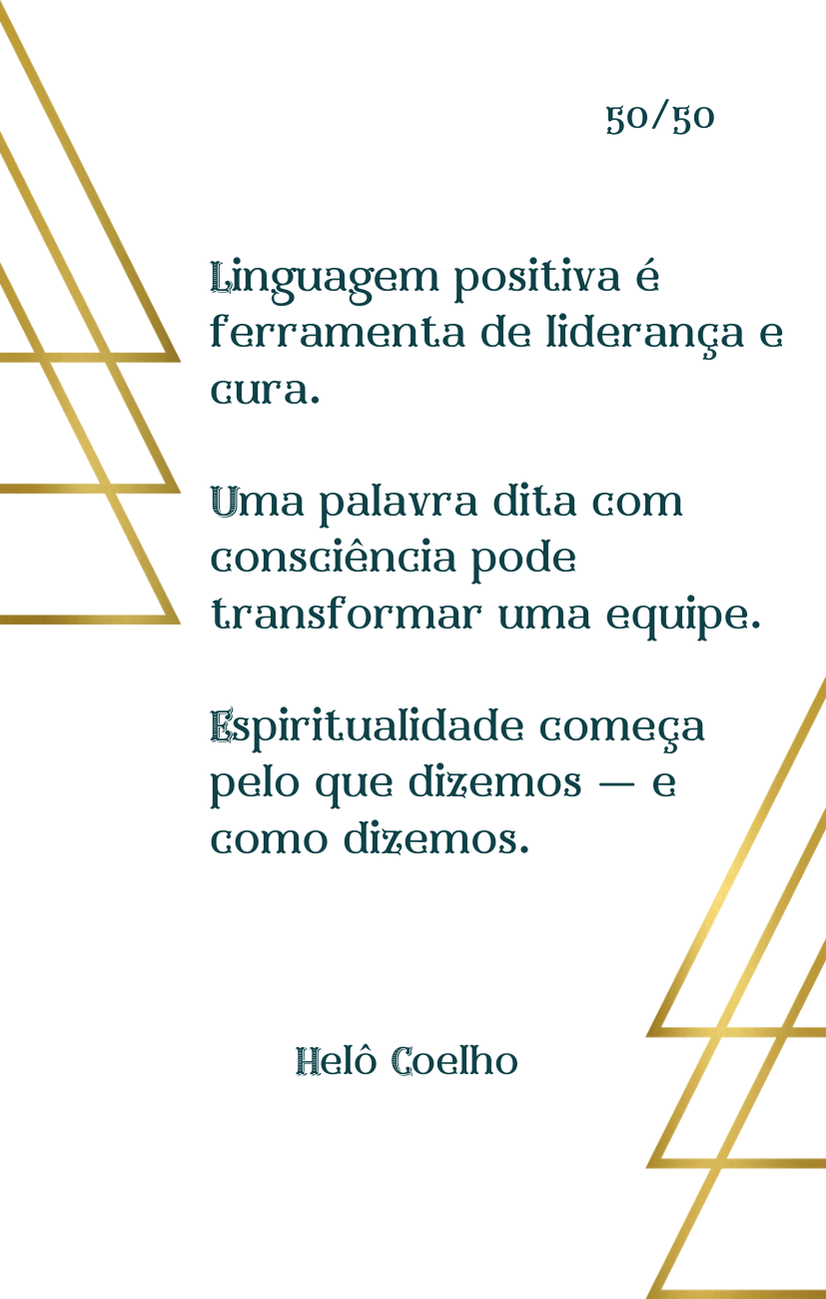 50/50
Linguagem positiva é
ferramenta de liderança e
cura.
Uma palavra dita com
consciência pode
transformar uma equipe.
Espiritualidade começa
pelo que dizemos — e
como dizemos.
Helô Coelho